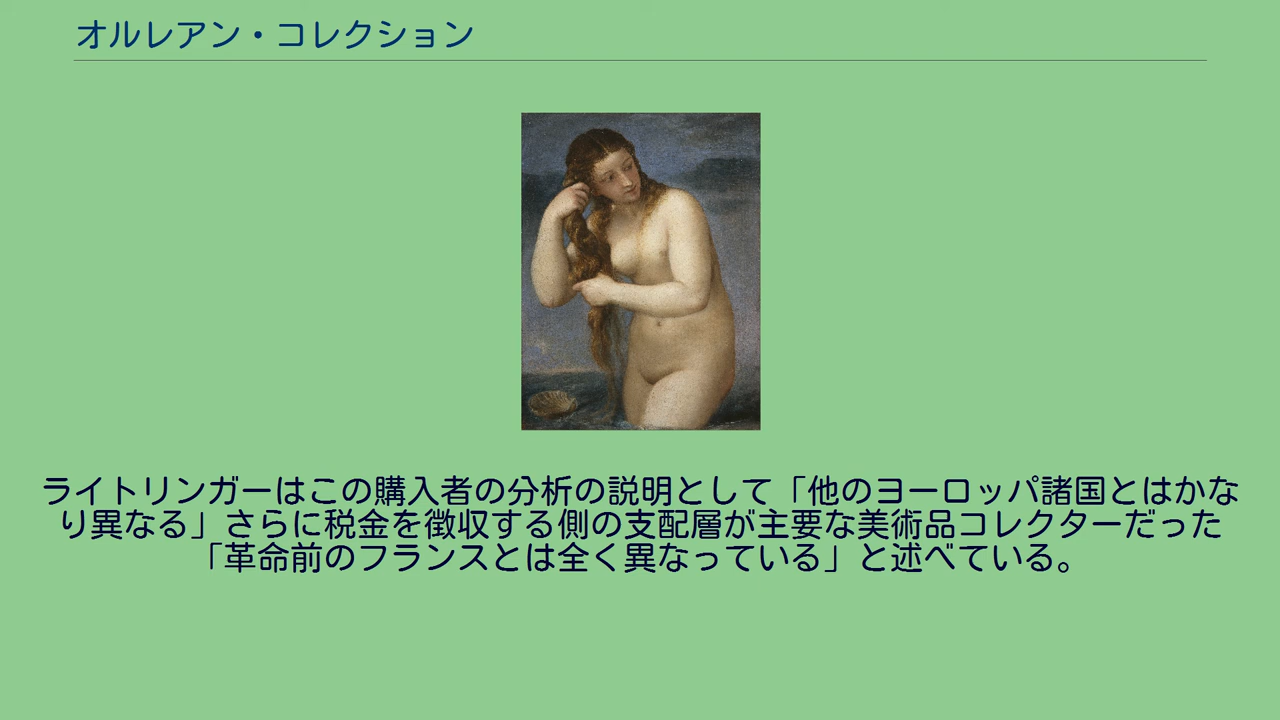 オルレアン・コレクション
ライトリンガーはこの購入者の分析の説明として「他のヨーロッパ諸国とはかな
り異なる」さらに税金を徴収する側の支配層が主要な美術品コレクターだった
「革命前のフランスとは全く異なっている」と述べている。